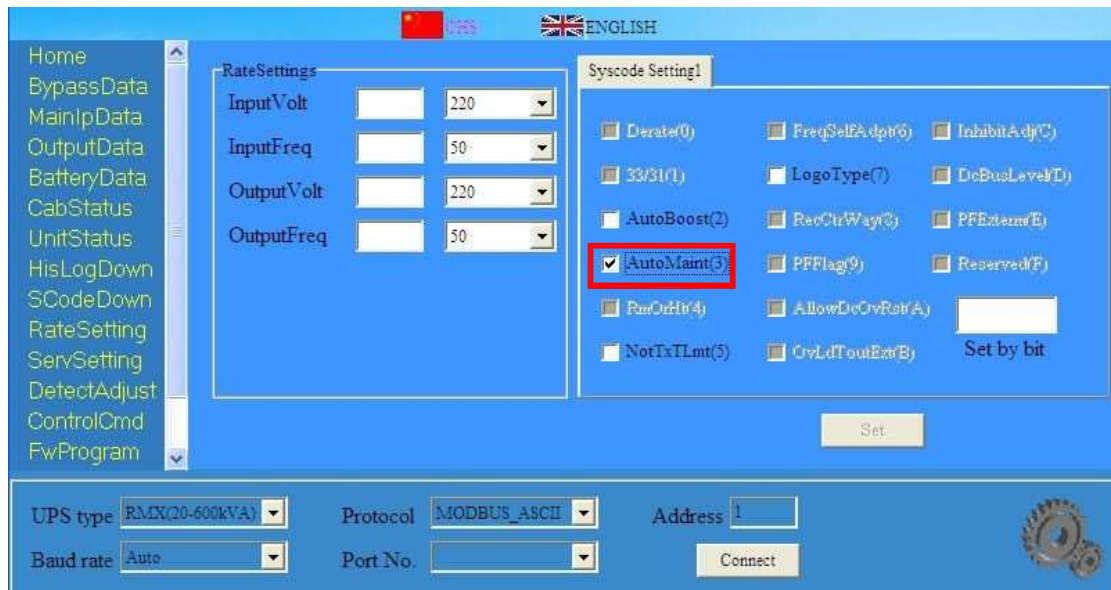 CHS ENGLISH
Home
BypassData
MainIpData
OutputData
BatteryData
CabStatus
UnitStatus
HisLogDown
SCodeDown
RateSetting
ServSetting
DetectAdjust
ControlCmd
FwProgram
RateSettings
InputVolt 220
InputFreq 50
OutputVolt 220
OutputFreq 50
Syscode Setting1
Derate(0) FreqSelfAdpt(6) InhibitAdj(C)
33/31(1) LogoType(7) DcBusLevel(D)
AutoBoost(2) RecCtrWay(8) PFExterm(E)
AutoMaint(3) PFFlag(9) Reserved(F)
RmOrHt(4) AllowDcOvRst(A)
NotTxTLmt(5) OvLdToutExt(B) Set by bit
Set
UPS type RMX(20-600kVA) Protocol MODBUS_ASCII Address 1
Baud rate Auto Port No. Connect